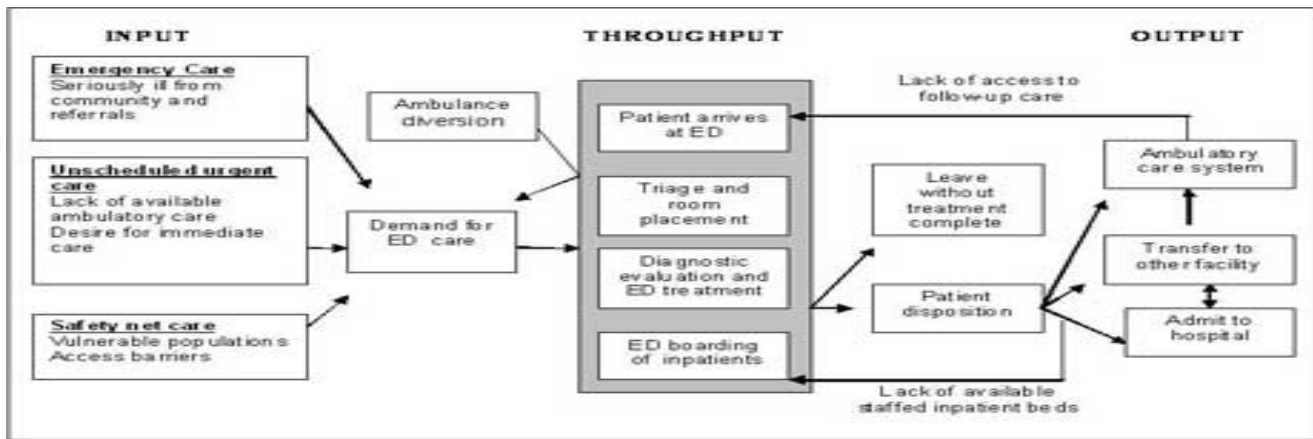 INPUT
THROUGHPUT
OUTPUT
Emergency Care
Seriously ill from
community and
referrals
Unscheduled urgent
care
Lack of available
ambulatory care
Desire for immediate
care
Safety net care
Vulnerable populations
Access barriers
Ambulance
diversion
Demand for
ED care
Patient arrives
at ED
Triage and
room
placement
Diagnostic
evaluation and
ED treatment
ED boarding
of inpatients
Lack of access to
follow-up care
Leave
without
treatment
complete
Patient
disposition
Lack of available
staffed inpatient beds
Ambulatory
care system
Transfer to
other facility
Admit to
hospital